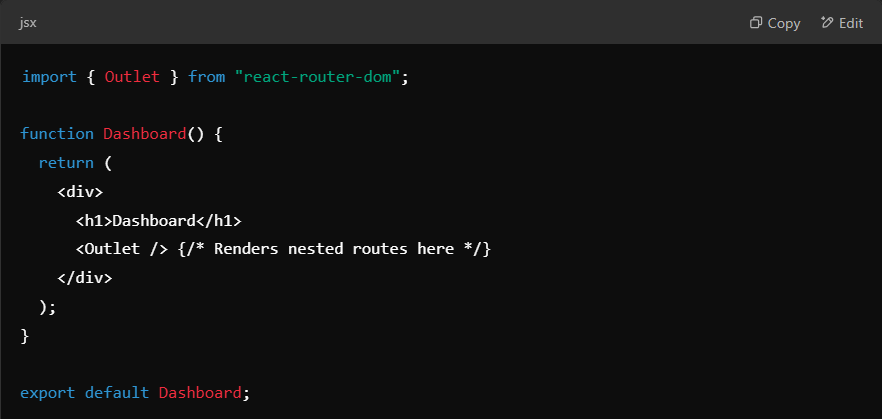 jsx
Copy
Edit
import { Outlet } from "react-router-dom";
function Dashboard() {
return (
<div>
<h1>Dashboard</h1>
<Outlet /> {/* Renders nested routes here */}
</div>
);
}
export default Dashboard;